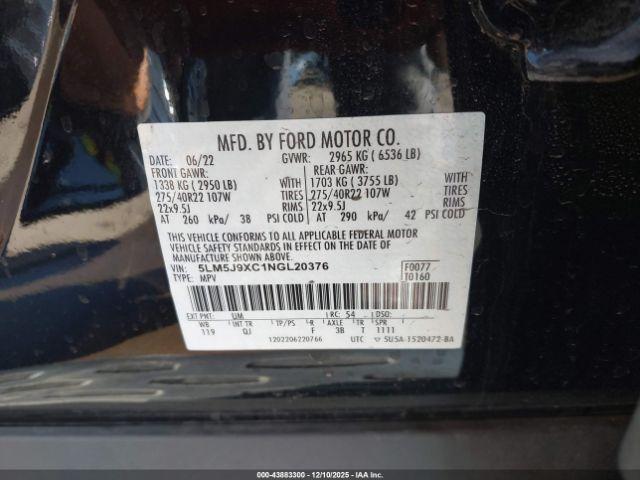 MFD. BY FORD MOTOR CO.
DATE: 06/22 GVWR: 2965 KG ( 6536 LB)
FRONT GAWR: REAR GAWR:
1338 KG ( 2950 LB) WITH 1703 KG ( 3755 LB) WITH
275/40R22 107W TIRES 275/40R22 107W TIRES
22x9.5J RIMS 22x9.5J RIMS
AT 260 kPa/ 38 PSI COLD AT 290 kPa/ 42 PSI COLD
THIS VEHICLE CONFORMS TO ALL APPLICABLE FEDERAL MOTOR
VEHICLE SAFETY STANDARDS IN EFFECT ON THE DATE OF MANUFACTURE
SHOWN ABOVE.
VIN: 5LM5J9XC1NGL20376 F0077
TYPE: MPV T0160
EXT PNT: UM RC: 54 DSO:
WB INT TR TP/PS R AXLE TR SPR
119 QJ F 3B T 1111
1202206220766 UTC 5U5A-1520472-BA
000-43883300 - 12/10/2025 - IAAI, Inc.